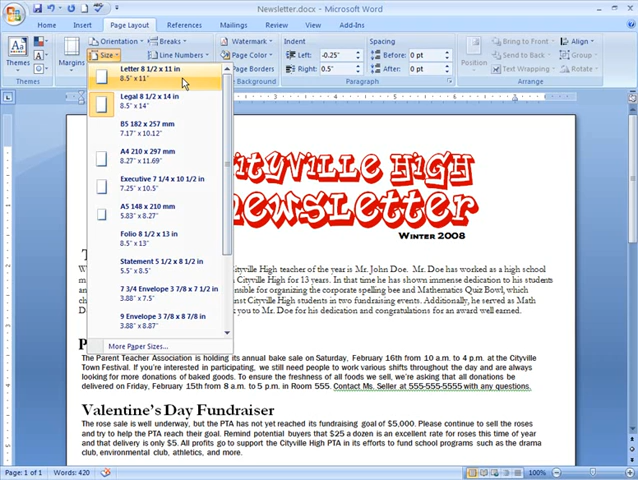 Newsletter.docx - Microsoft Word
Home Insert Page Layout References Mailings Review View Add-Ins
Orientation Breaks Watermark Indent Spacing Bring to Front Align
Themes Margins Size Line Numbers Page Color Left: -0.25" Before: 0 pt Send to Back Group
Right: 0.5" After: 0 pt Text Wrapping Rotate
Themes Background Paragraph Arrange
Letter 8 1/2 x 11 in
8.5" x 11"
Legal 8 1/2 x 14 in
8.5" x 14"
B5 182 x 257 mm
7.17" x 10.12"
A4 210 x 297 mm
8.27" x 11.69"
Executive 7 1/4 x 10 1/2 in
7.25" x 10.5"
A5 148 x 210 mm
5.83" x 8.27"
Folio 8 1/2 x 13 in
8.5" x 13"
Statement 5 1/2 x 8 1/2 in
5.5" x 8.5"
7 3/4 Envelope 3 7/8 x 7 1/2 in
3.88" x 7.5"
9 Envelope 3 7/8 x 8 7/8 in
3.88" x 8.87"
More Paper Sizes...
Cityville High
Newsletter
Winter 2008
T
W Cityville High teacher of the year is Mr. John Doe. Mr. Doe has worked as a high school
m Cityville High for 13 years. In that time he has shown immense dedication to his students
an responsible for organizing the corporate spelling bee and Mathematics Quiz Bowl, which
against Cityville High students in two fundraising events. Additionally, he served as Math
you to Mr. Doe for his dedication and congratulations for an award well earned.
P
The Parent Teacher Association is holding its annual bake sale on Saturday, February 16th from 10 a.m. to 4 p.m. at the Cityville
Town Festival. If you're interested in participating, we still need people to work various shifts throughout the day and are always
looking for more donations of baked goods. To ensure the freshness of all foods we sell, we're asking that all donations be
delivered on Friday, February 15th from 8 a.m. to 5 p.m. in Room 555. Contact Ms. Seller at 555-555-5555 with any questions.
Valentine's Day Fundraiser
The rose sale is well underway, but the PTA has not yet reached its fundraising goal of $5,000. Please continue to sell the roses
and try to help the PTA reach their goal. Remind potential buyers that $25 a dozen is an excellent rate for roses this time of year
and that delivery is only $5. All profits go to support the Cityville High PTA in its efforts to fund school programs such as the drama
club, environmental club, athletics, and more.
Page: 1 of 1 Words: 420 100%